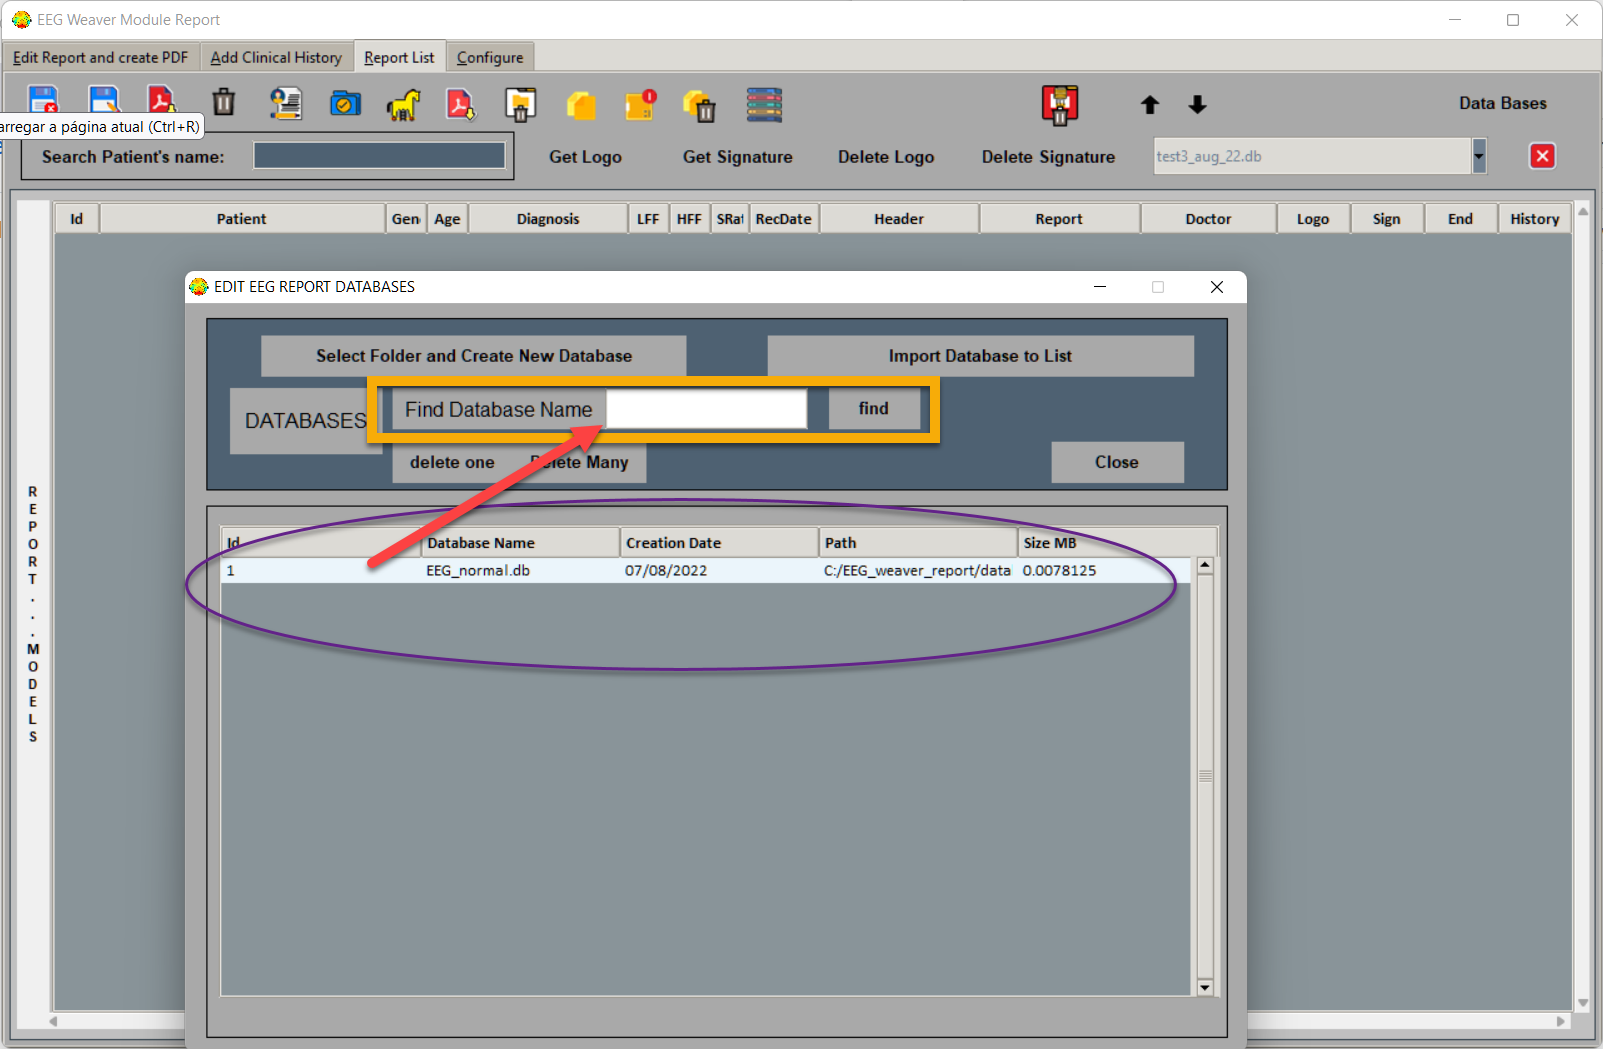 EEG Weaver Module Report
Edit Report and create PDF Add Clinical History Report List Configure
Data Bases
arregar a página atual (Ctrl+R)
Search Patient's name: Get Logo Get Signature Delete Logo Delete Signature test3_aug_22.db
Id Patient Gen Age Diagnosis LFF HFF SRat RecDate Header Report Doctor Logo Sign End History
EDIT EEG REPORT DATABASES
Select Folder and Create New Database Import Database to List
DATABASES Find Database Name find
delete one Delete Many Close
Id Database Name Creation Date Path Size MB
1 EEG_normal.db 07/08/2022 C:/EEG_weaver_report/data 0.0078125
R
E
P
O
R
T
.
.
.
M
O
D
E
L
S